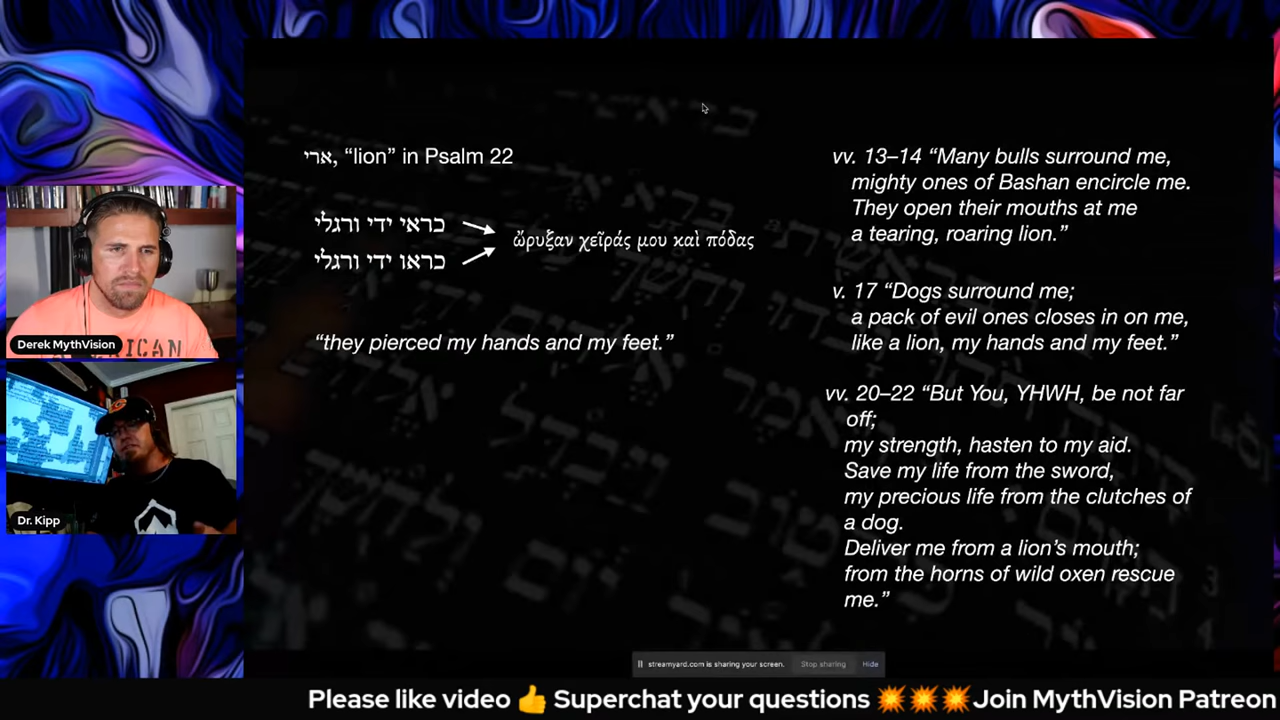 ארי, “lion” in Psalm 22
כראי ידי ורגלי
כראו ידי ורגלי
ὤρυξαν χεῖράς μου καὶ πόδας
“they pierced my hands and my feet.”
vv. 13–14 “Many bulls surround me,
mighty ones of Bashan encircle me.
They open their mouths at me
a tearing, roaring lion.”
v. 17 “Dogs surround me;
a pack of evil ones closes in on me,
like a lion, my hands and my feet.”
vv. 20–22 “But You, YHWH, be not far
off;
my strength, hasten to my aid.
Save my life from the sword,
my precious life from the clutches of
a dog.
Deliver me from a lion’s mouth;
from the horns of wild oxen rescue
me.”
Derek MythVision
Dr. Kipp
streamyard.com is sharing your screen. Stop sharing Hide
Please like video 👍 Superchat your questions 💥💥💥Join MythVision Patreon